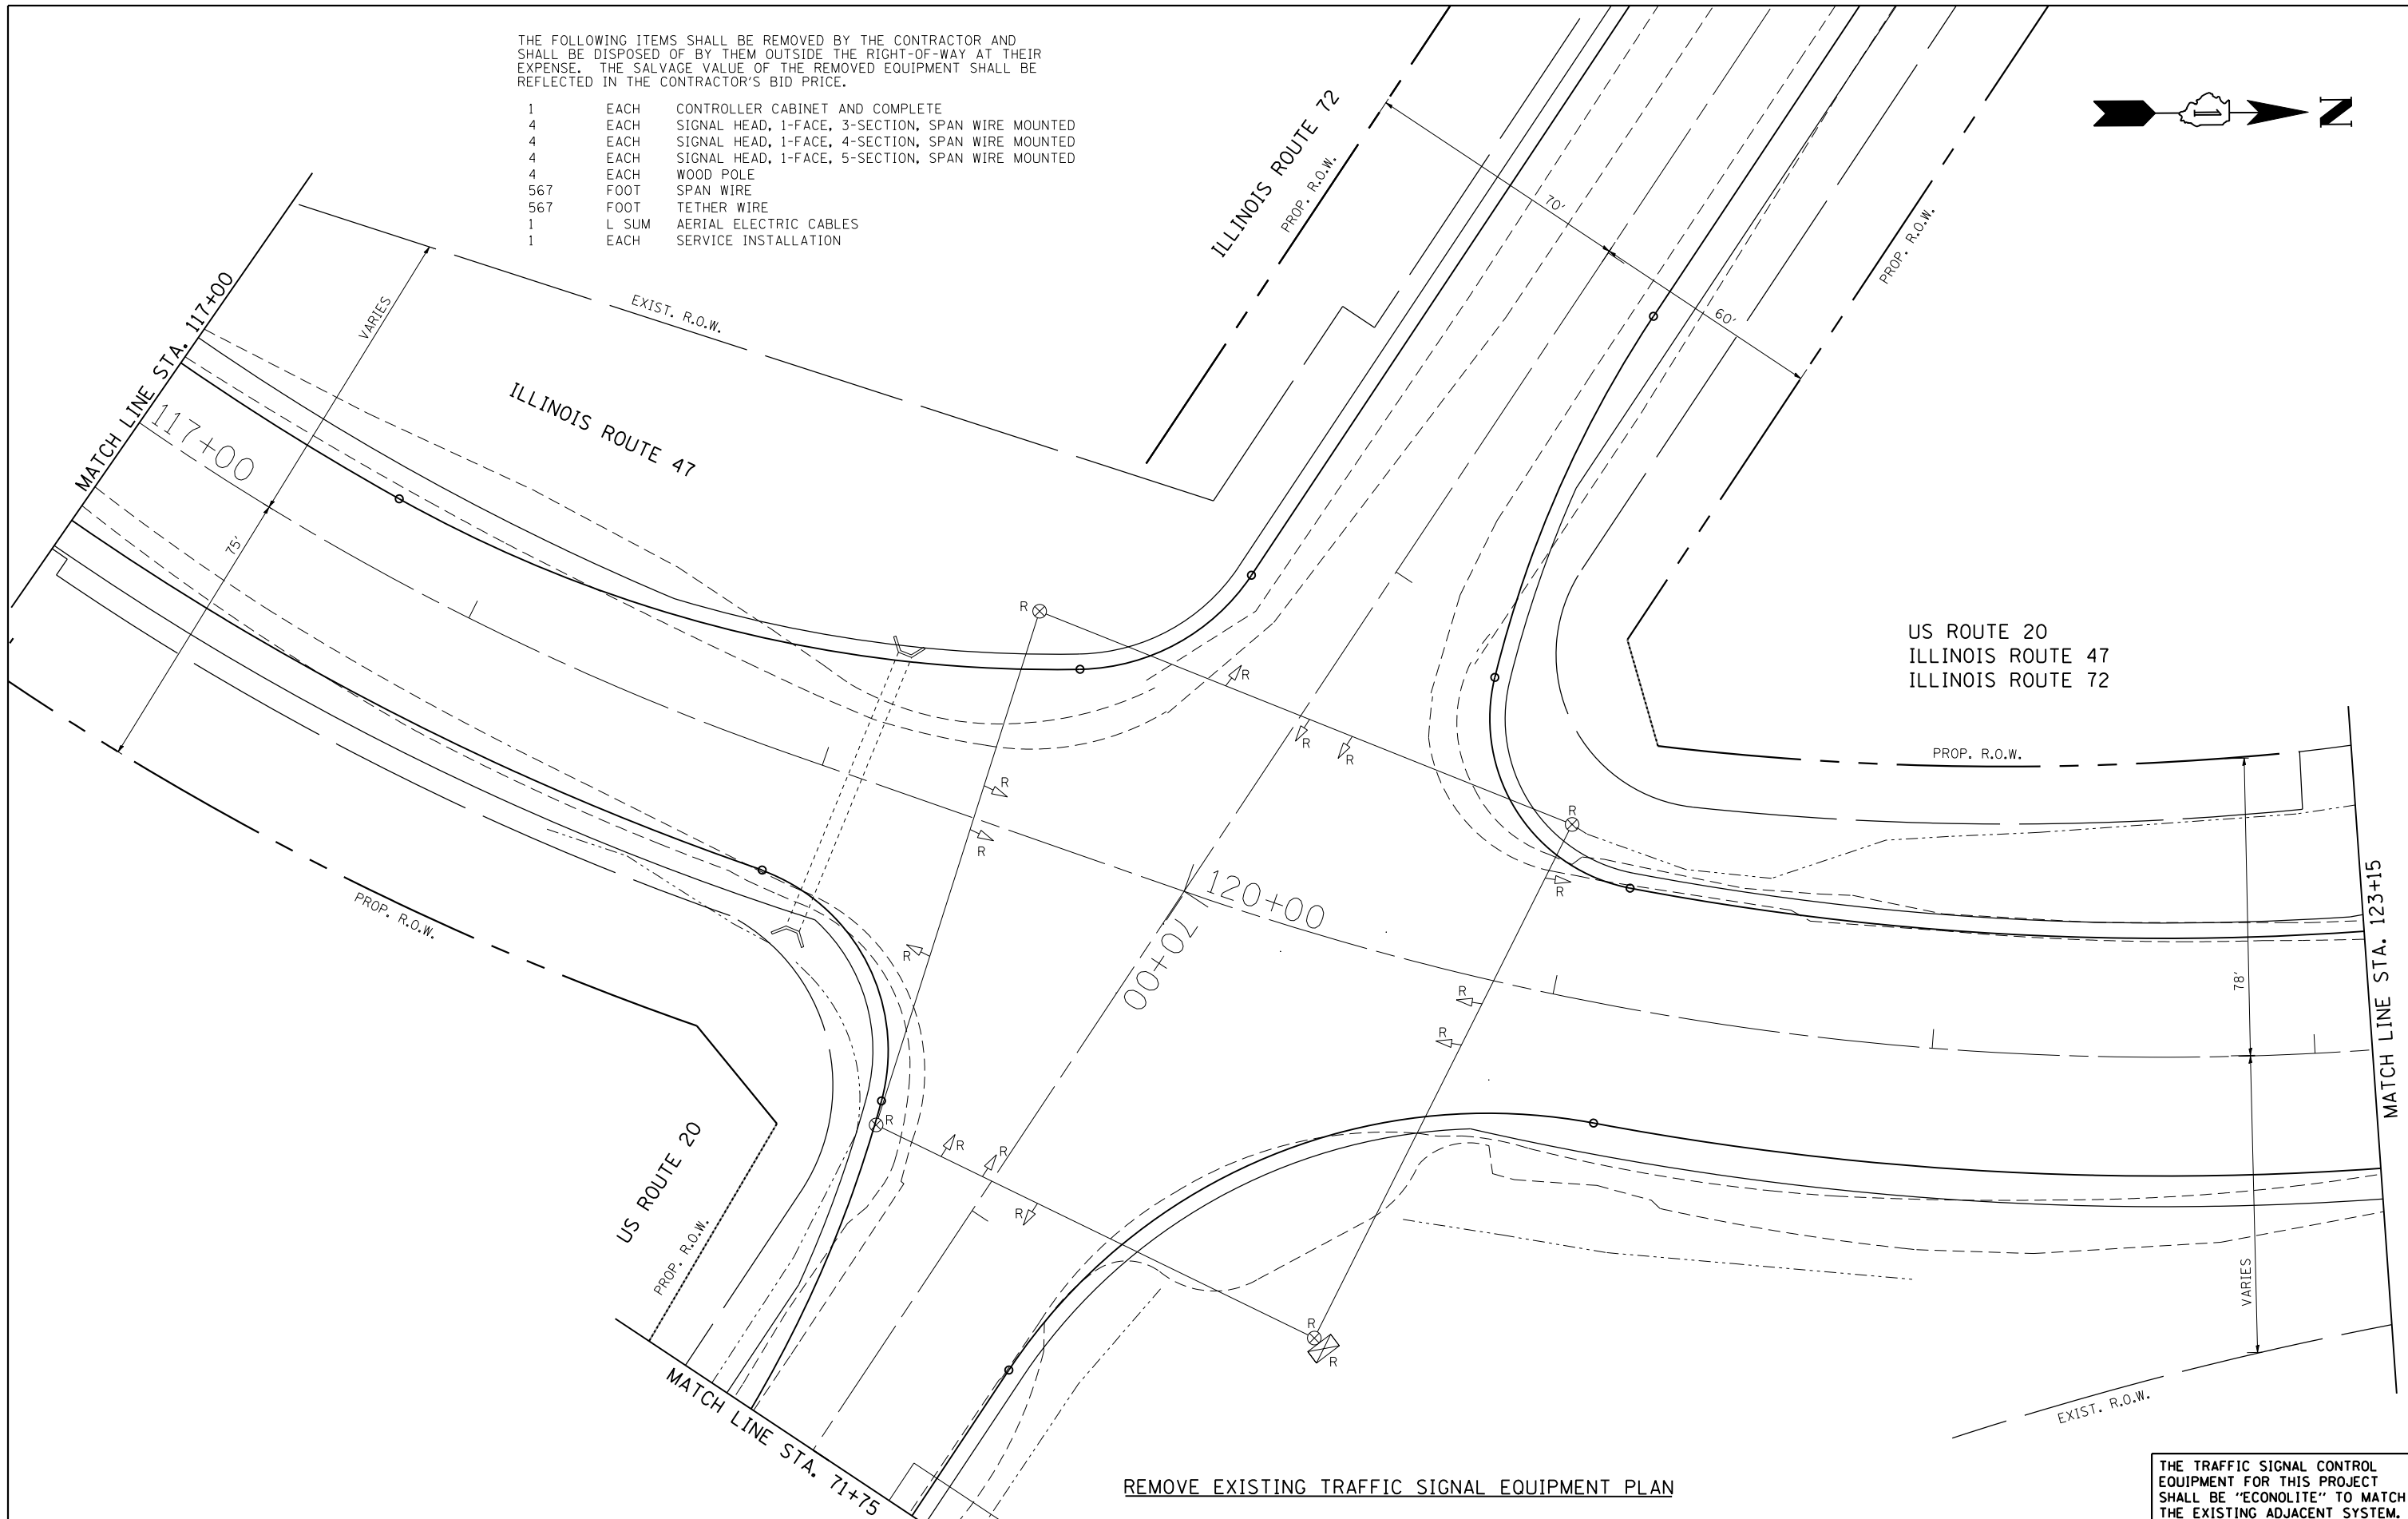 THE FOLLOWING ITEMS SHALL BE REMOVED BY THE CONTRACTOR AND
SHALL BE DISPOSED OF BY THEM OUTSIDE THE RIGHT-OF-WAY AT THEIR
EXPENSE. THE SALVAGE VALUE OF THE REMOVED EQUIPMENT SHALL BE
REFLECTED IN THE CONTRACTOR'S BID PRICE.
1 EACH CONTROLLER CABINET AND COMPLETE
4 EACH SIGNAL HEAD, 1-FACE, 3-SECTION, SPAN WIRE MOUNTED
4 EACH SIGNAL HEAD, 1-FACE, 4-SECTION, SPAN WIRE MOUNTED
4 EACH SIGNAL HEAD, 1-FACE, 5-SECTION, SPAN WIRE MOUNTED
4 EACH WOOD POLE
567 FOOT SPAN WIRE
567 FOOT TETHER WIRE
1 L SUM AERIAL ELECTRIC CABLES
1 EACH SERVICE INSTALLATION
N
ILLINOIS ROUTE 72
PROP. R.O.W.
70'
60'
PROP. R.O.W.
MATCH LINE STA. 117+00
117+00
VARIES
75'
EXIST. R.O.W.
ILLINOIS ROUTE 47
PROP. R.O.W.
US ROUTE 20
ILLINOIS ROUTE 47
ILLINOIS ROUTE 72
PROP. R.O.W.
R
R
R
R
R
R
R
R
R
120+00
70+00
R
R
R
R
R
R
R
R
R
78'
VARIES
MATCH LINE STA. 123+15
US ROUTE 20
PROP. R.O.W.
MATCH LINE STA. 71+75
EXIST. R.O.W.
REMOVE EXISTING TRAFFIC SIGNAL EQUIPMENT PLAN
THE TRAFFIC SIGNAL CONTROL
EQUIPMENT FOR THIS PROJECT
SHALL BE "ECONOLITE" TO MATCH
THE EXISTING ADJACENT SYSTEM.